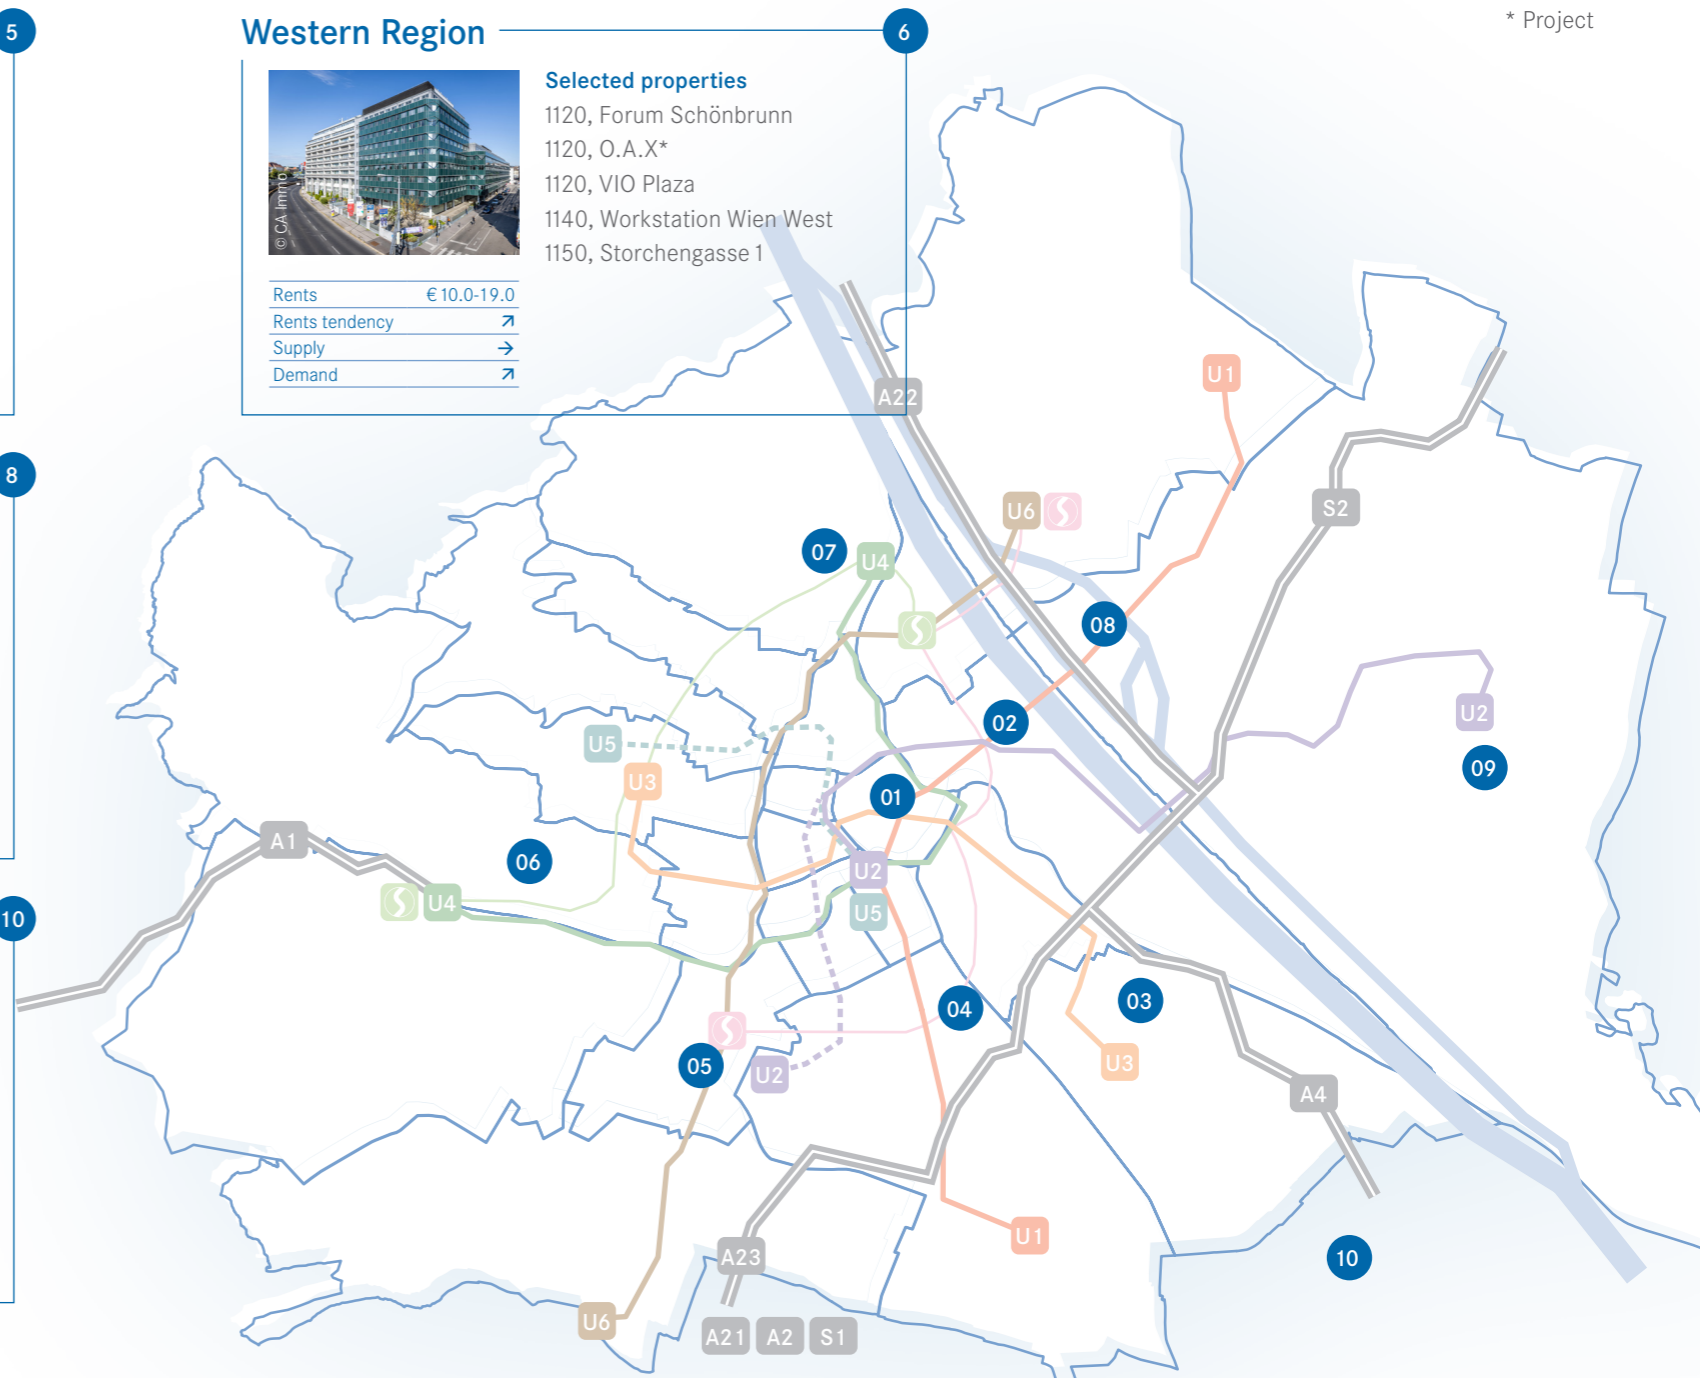 5
Western Region
6
* Project
© CA Immo
Selected properties
1120, Forum Schönbrunn
1120, O.A.X*
1120, VIO Plaza
1140, Workstation Wien West
1150, Storchengasse 1
Rents € 10.0-19.0
Rents tendency ↗
Supply →
Demand ↗
8
10
A22
U1
S2
U6
07
U4
08
02
U2
09
U5
U3
01
A1
06
U4
U2
U5
04
03
05
U2
U3
A4
U1
10
A23
U6
A21 A2 S1